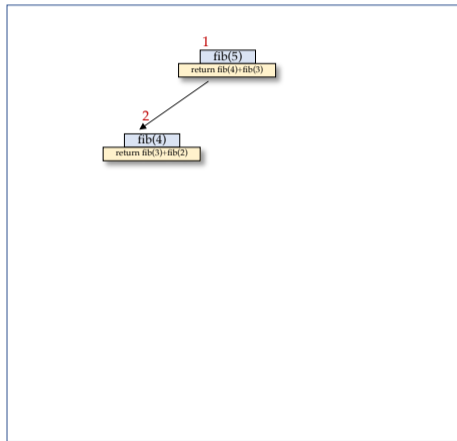 1
fib(5)
return fib(4)+fib(3)
2
fib(4)
return fib(3)+fib(2)